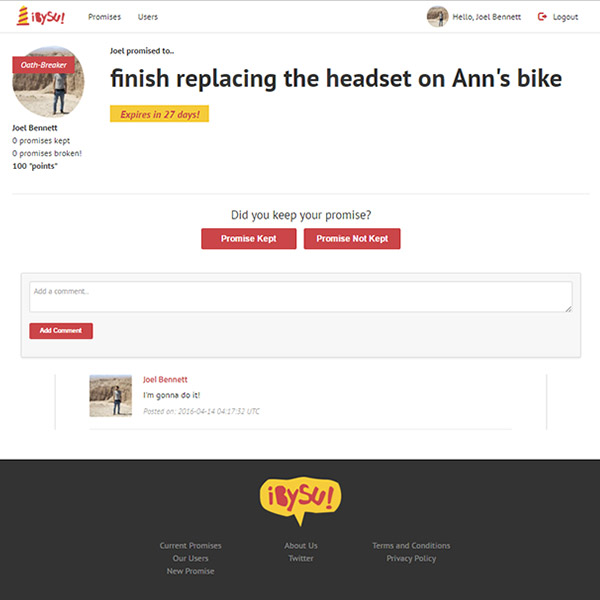 iBySU!
Promises
Users
Hello, Joel Bennett
Logout
Oath-Breaker
Joel Bennett
0 promises kept
0 promises broken!
100 "points"
Joel promised to..
finish replacing the headset on Ann's bike
Expires in 27 days!
Did you keep your promise?
Promise Kept
Promise Not Kept
Add a comment..
Add Comment
Joel Bennett
I'm gonna do it!
Posted on: 2016-04-14 04:17:32 UTC
iBySU!
Current Promises
Our Users
New Promise
About Us
Twitter
Terms and Conditions
Privacy Policy